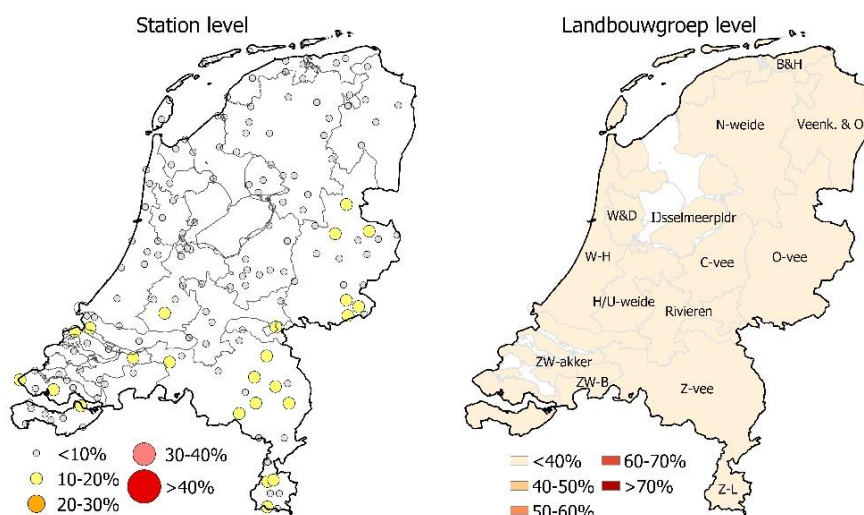 Station level
<10%
10-20%
20-30%
30-40%
>40%
Landbouwgroep level
B&H
N-weide
Veenk. & O
W&D
IJsselmeerpldr
W-H
C-vee
O-vee
H/U-weide
Rivieren
ZW-akker
ZW-B
Z-vee
Z-L
<40%
40-50%
50-60%
60-70%
>70%